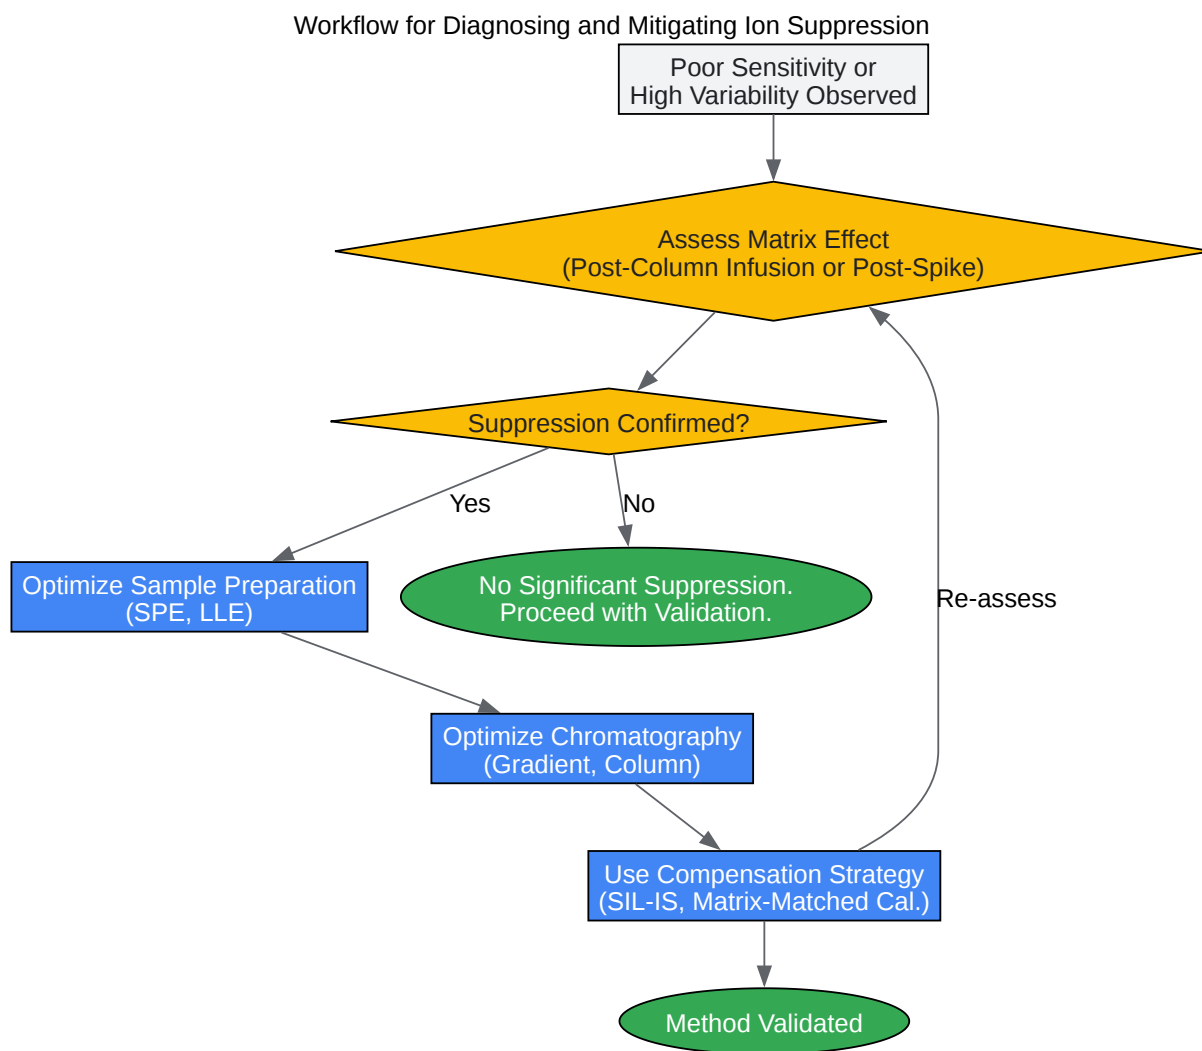 Workflow for Diagnosing and Mitigating Ion Suppression
Poor Sensitivity or
High Variability Observed
Assess Matrix Effect
(Post-Column Infusion or Post-Spike)
Suppression Confirmed?
Yes
No
Optimize Sample Preparation
(SPE, LLE)
No Significant Suppression.
Proceed with Validation.
Re-assess
Optimize Chromatography
(Gradient, Column)
Use Compensation Strategy
(SIL-IS, Matrix-Matched Cal.)
Method Validated